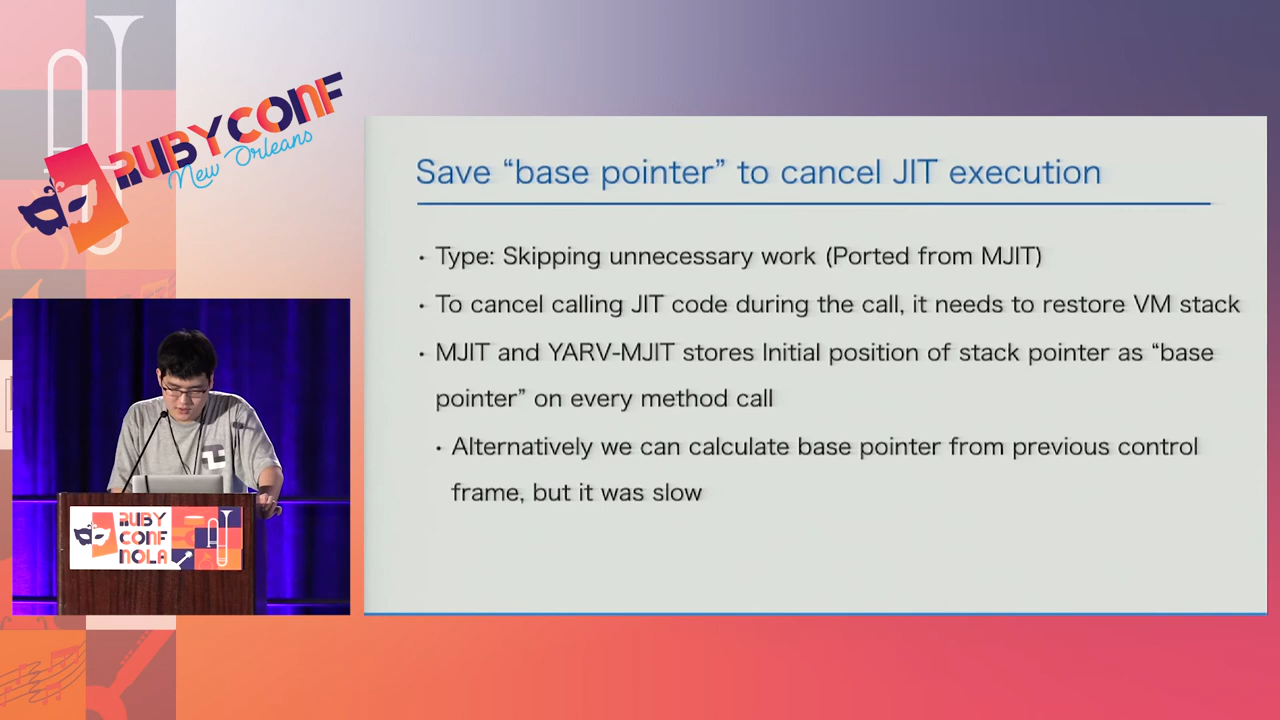 RUBYCONF
New Orleans
Save “base pointer” to cancel JIT execution
• Type: Skipping unnecessary work (Ported from MJIT)
• To cancel calling JIT code during the call, it needs to restore VM stack
• MJIT and YARV-MJIT stores Initial position of stack pointer as “base
pointer” on every method call
• Alternatively we can calculate base pointer from previous control
frame, but it was slow
RUBY
CONF
NOLA